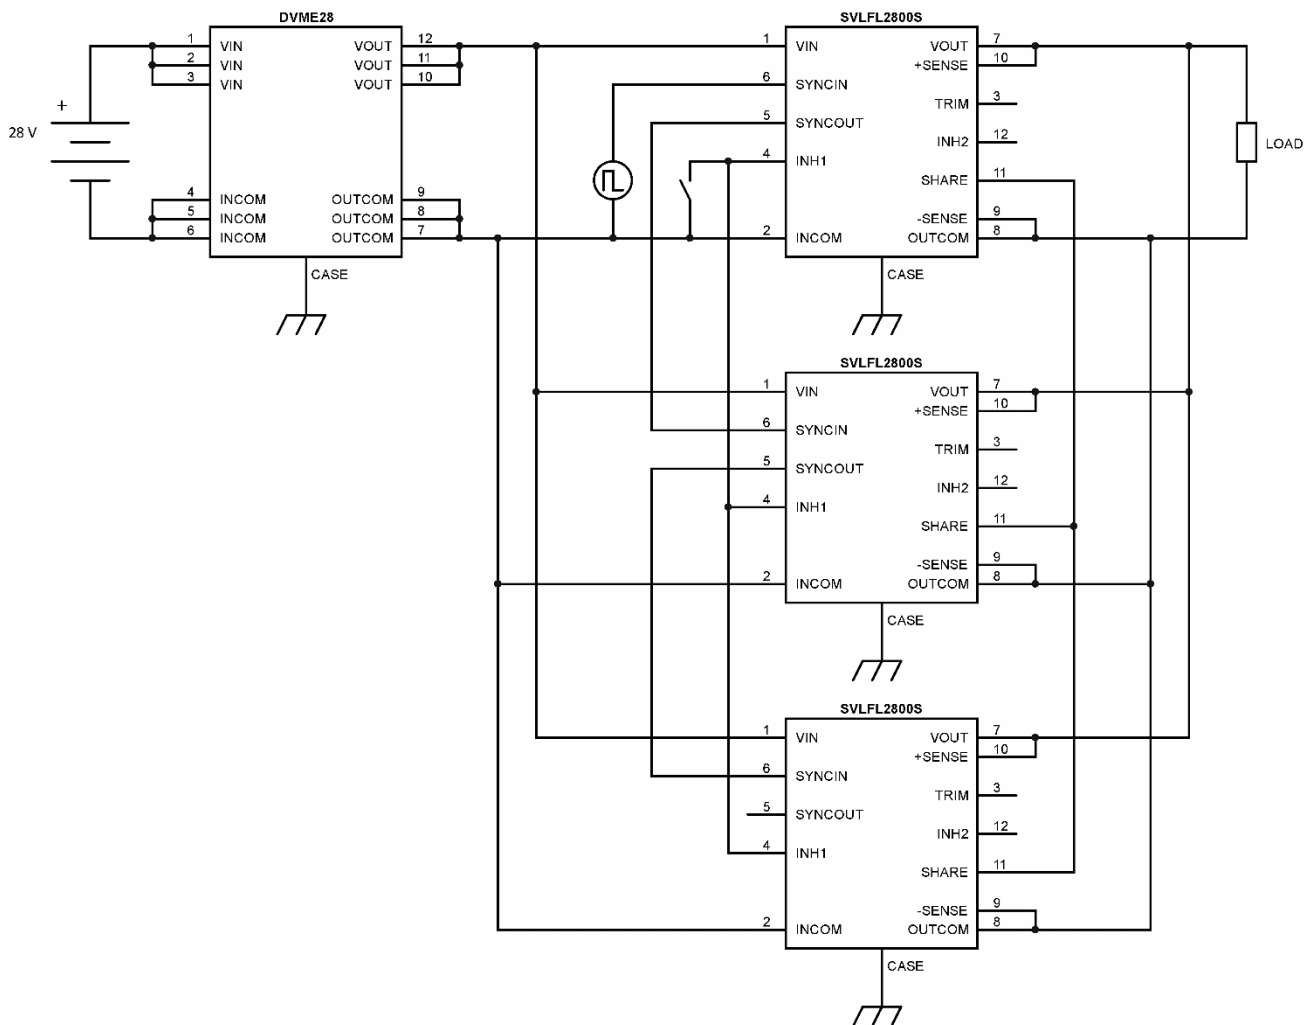 DVME28
SVLFL2800S
1 VIN VOUT 12
2 VIN VOUT 11
3 VIN VOUT 10
+
28 V
4 INCOM OUTCOM 9
5 INCOM OUTCOM 8
6 INCOM OUTCOM 7
CASE
1 VIN VOUT 7
+SENSE 10
6 SYNCIN
TRIM 3
5 SYNCOUT
INH2 12
4 INH1
SHARE 11
-SENSE 9
2 INCOM OUTCOM 8
LOAD
CASE
SVLFL2800S
1 VIN VOUT 7
+SENSE 10
6 SYNCIN
TRIM 3
5 SYNCOUT
INH2 12
4 INH1
SHARE 11
-SENSE 9
2 INCOM OUTCOM 8
CASE
SVLFL2800S
1 VIN VOUT 7
+SENSE 10
6 SYNCIN
TRIM 3
5 SYNCOUT
INH2 12
4 INH1
SHARE 11
-SENSE 9
2 INCOM OUTCOM 8
CASE